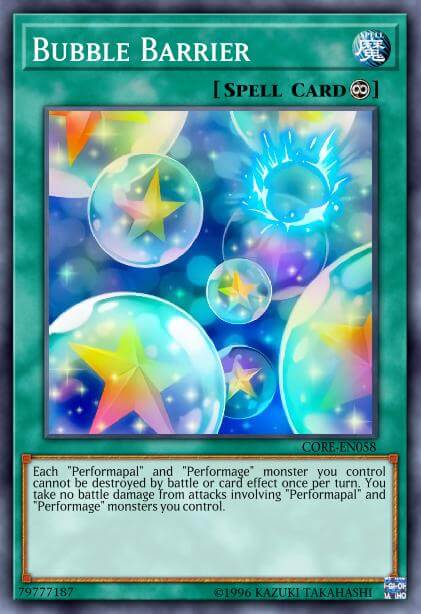 BUBBLE BARRIER
SPELL
魔
[SPELL CARD]
CORE-EN058
Each "Performapal" and "Performage" monster you control
cannot be destroyed by battle or card effect once per turn. You
take no battle damage from attacks involving "Performapal" and
"Performage" monsters you control.
79777187
©1996 KAZUKI TAKAHASHI